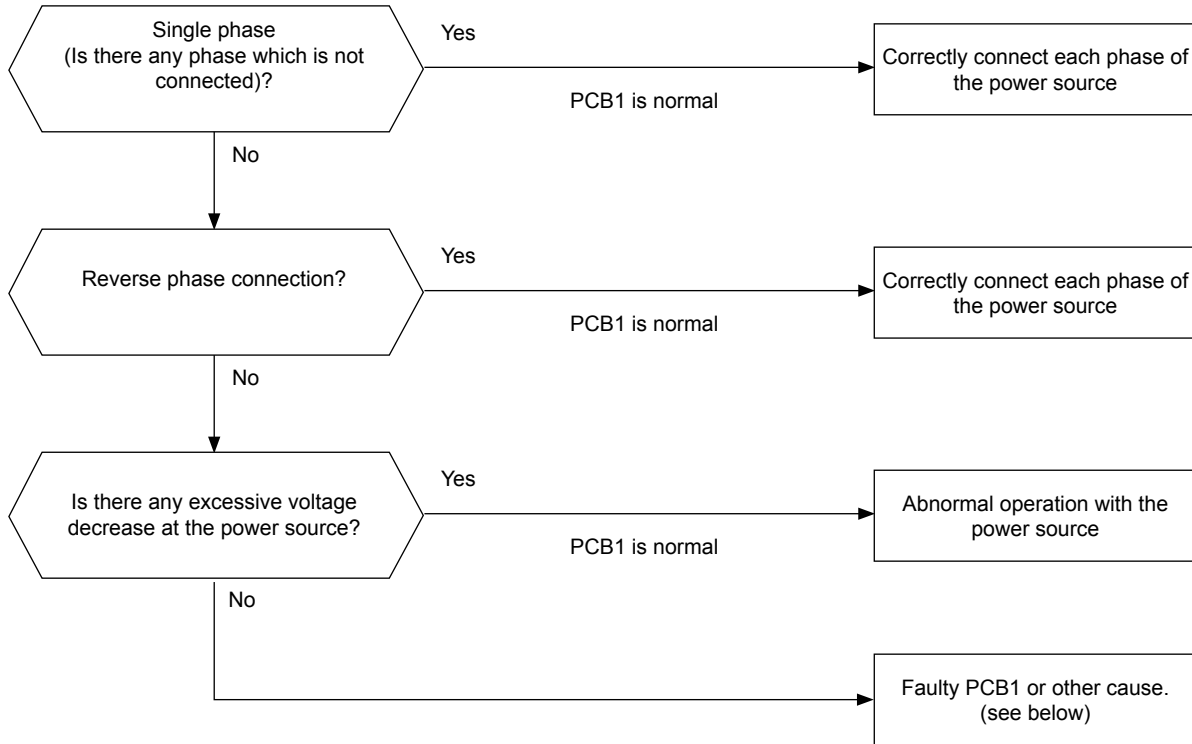 Single phase
(Is there any phase which is not
connected)?
Yes
PCB1 is normal
Correctly connect each phase of
the power source
No
Reverse phase connection?
Yes
PCB1 is normal
Correctly connect each phase of
the power source
No
Is there any excessive voltage
decrease at the power source?
Yes
PCB1 is normal
Abnormal operation with the
power source
No
Faulty PCB1 or other cause.
(see below)